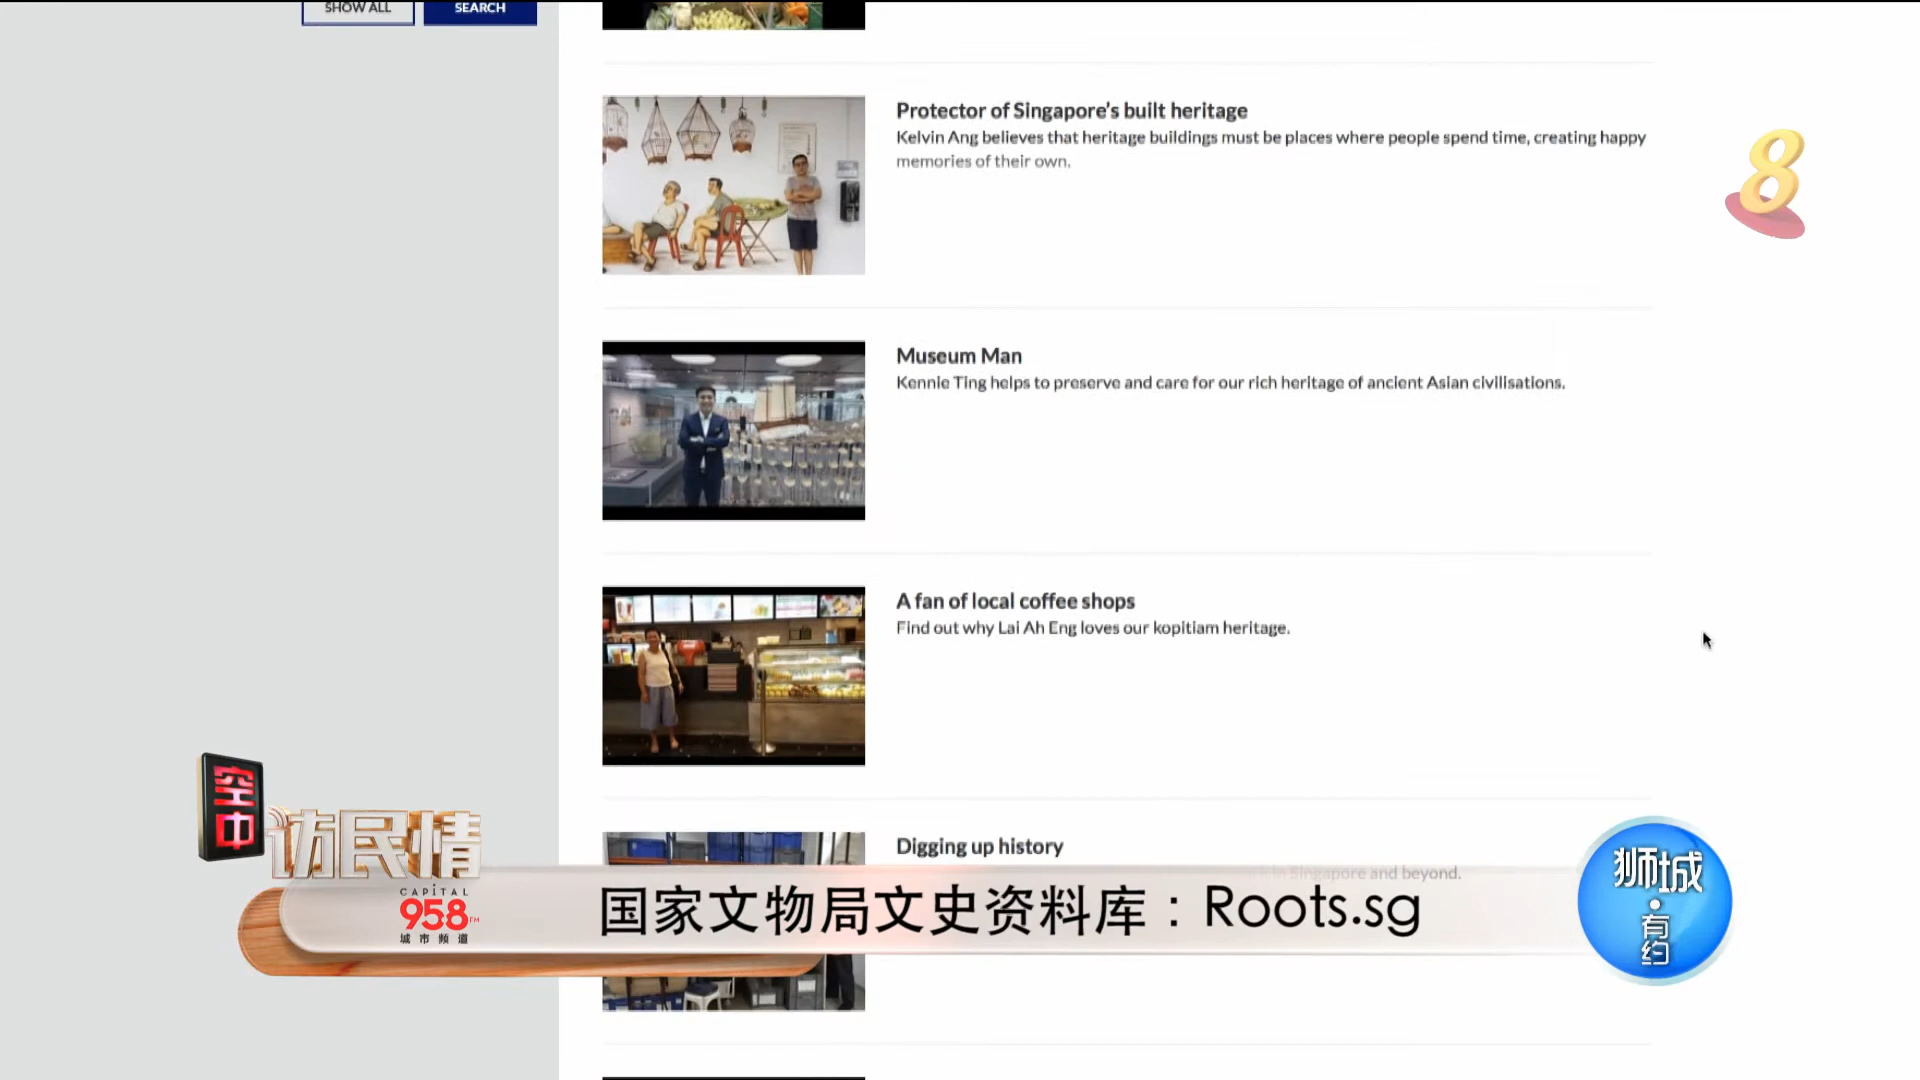 SHOW ALL
SEARCH
Protector of Singapore's built heritage
Kelvin Ang believes that heritage buildings must be places where people spend time, creating happy
memories of their own.
8
Museum Man
Kennie Ting helps to preserve and care for our rich heritage of ancient Asian civilisations.
A fan of local coffee shops
Find out why Lai Ah Eng loves our kopitiam heritage.
Digging up history
in Singapore and beyond.
空中
访民情
CAPITAL
958FM
城市频道
国家文物局文史资料库：Roots.sg
狮城
有约